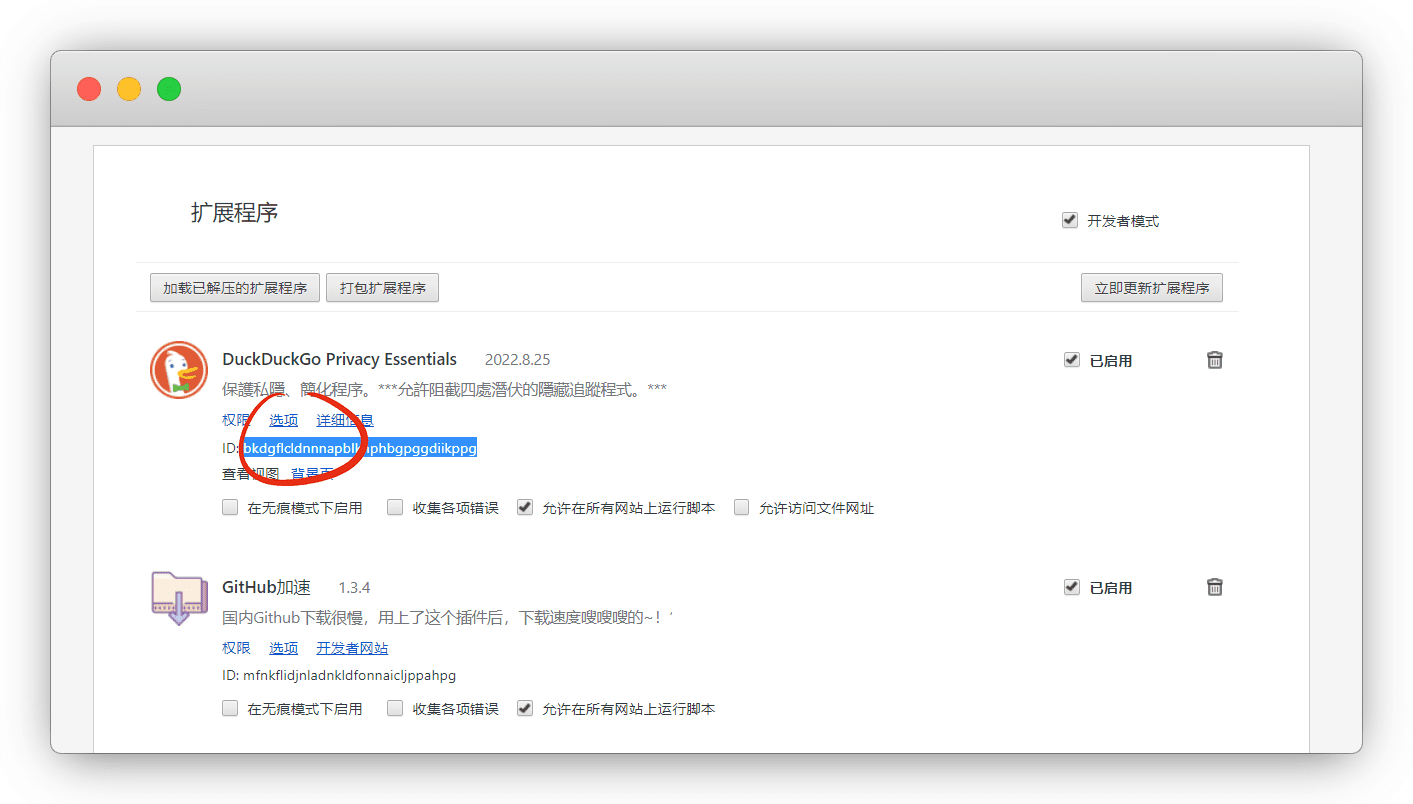 扩展程序
开发者模式
加载已解压的扩展程序 打包扩展程序 立即更新扩展程序
DuckDuckGo Privacy Essentials 2022.8.25 已启用
保護私隱、簡化程序。***允許阻截四處潛伏的隱藏追蹤程式。***
权限 选项 详细信息
ID: bkdgflcldnnnapblkhphbgpggdiikppg
查看视图 背景页
在无痕模式下启用 收集各项错误 允许在所有网站上运行脚本 允许访问文件网址
GitHub加速 1.3.4 已启用
国内Github下载很慢，用上了这个插件后，下载速度嗖嗖嗖的~！'
权限 选项 开发者网站
ID: mfnkflidjnladnkldfonnaicljppahpg
在无痕模式下启用 收集各项错误 允许在所有网站上运行脚本